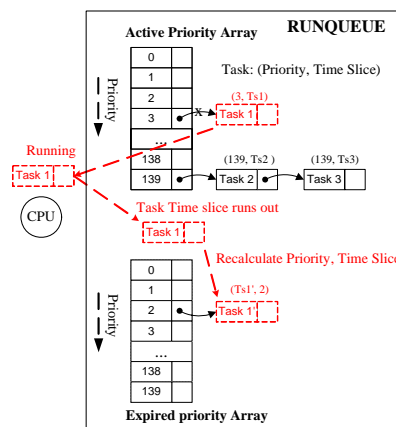 RUNQUEUE
Active Priority Array
0
1
2
3
...
138
139
Priority
Task: (Priority, Time Slice)
(3, Ts1)
x
Task 1
Running
Task 1
CPU
(139, Ts2 )
(139, Ts3)
Task 2
Task 3
Task Time slice runs out
Task 1
Recalculate Priority, Time Slice
(Ts1', 2)
Task 1'
0
1
2
3
...
138
139
Priority
Expired priority Array